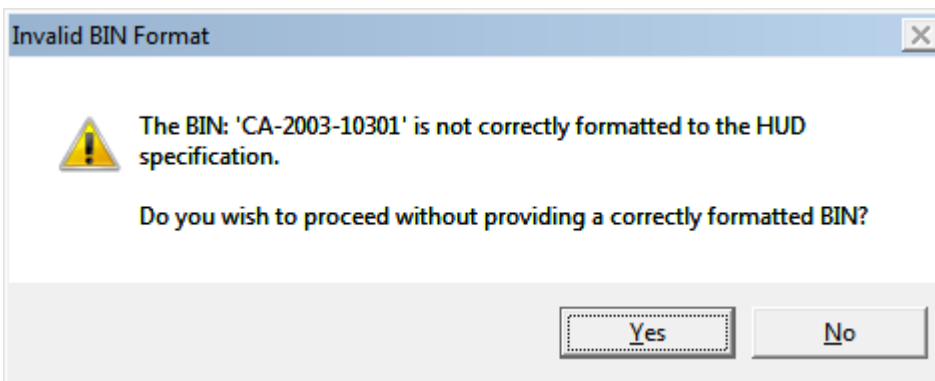 Invalid BIN Format
The BIN: 'CA-2003-10301' is not correctly formatted to the HUD
specification.
Do you wish to proceed without providing a correctly formatted BIN?
Yes
No